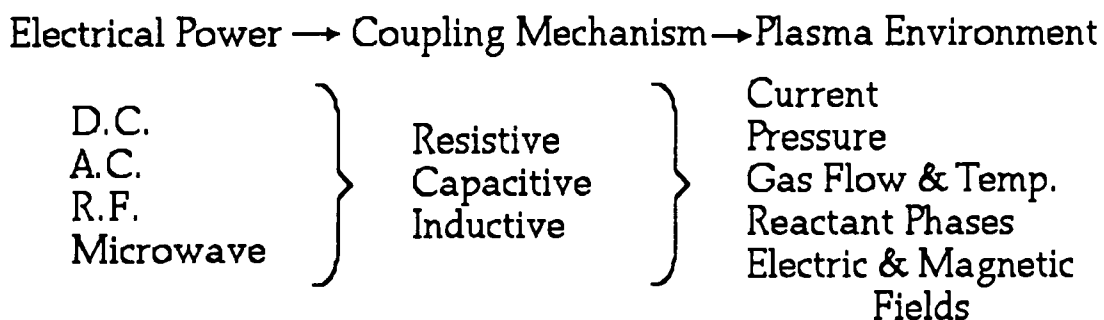 Electrical Power → Coupling Mechanism → Plasma Environment
D.C.
A.C.
R.F.
Microwave
Resistive
Capacitive
Inductive
Current
Pressure
Gas Flow & Temp.
Reactant Phases
Electric & Magnetic
Fields